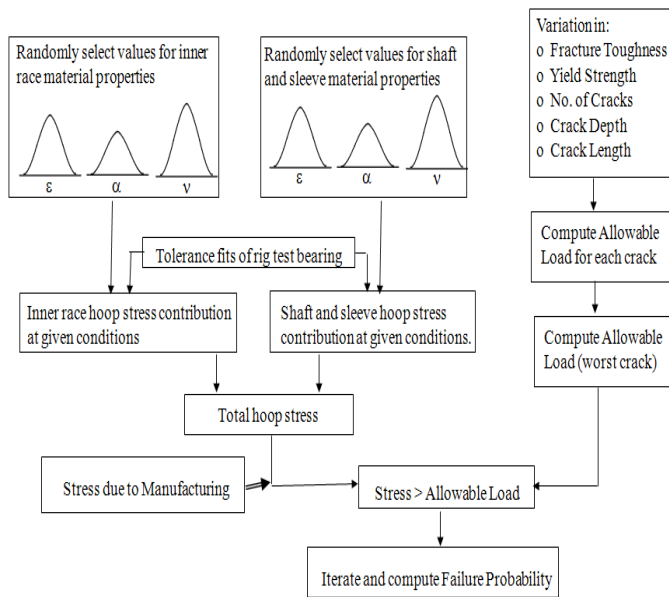 Randomly select values for inner
race material properties
ε α ν
Randomly select values for shaft
and sleeve material properties
ε α ν
Variation in:
o Fracture Toughness
o Yield Strength
o No. of Cracks
o Crack Depth
o Crack Length
Tolerance fits of rig test bearing
Compute Allowable
Load for each crack
Inner race hoop stress contribution
at given conditions
Shaft and sleeve hoop stress
contribution at given conditions.
Compute Allowable
Load (worst crack)
Total hoop stress
Stress due to Manufacturing
Stress > Allowable Load
Iterate and compute Failure Probability